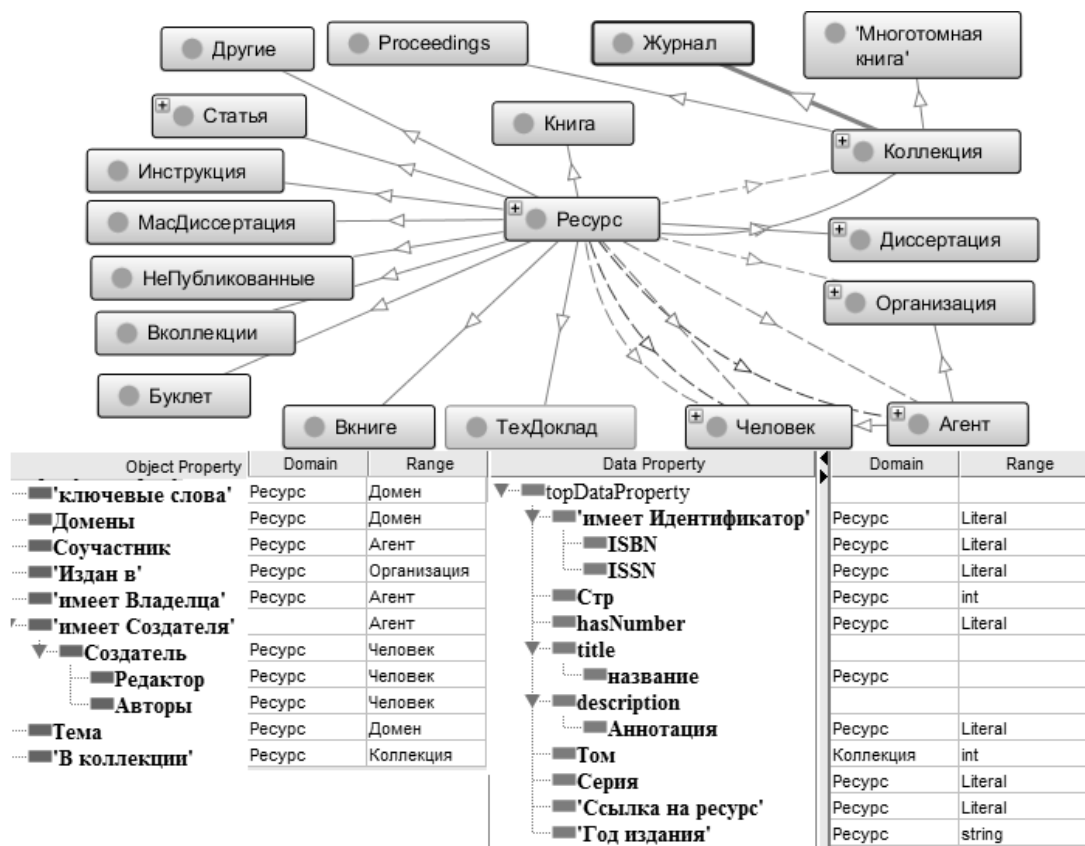 Другие
Proceedings
Журнал
'Многотомная
книга'
Статья
Книга
Коллекция
Инструкция
МасДиссертация
Ресурс
Диссертация
НеПубликованные
Организация
Вколлекции
Буклет
Вкниге
ТехДоклад
Человек
Агент
Object Property Domain Range
'ключевые слова' Ресурс Домен
Домены Ресурс Домен
Соучастник Ресурс Агент
'Издан в' Ресурс Организация
'имеет Владелца' Ресурс Агент
'имеет Создателя' Агент
Создатель Ресурс Человек
Редактор Ресурс Человек
Авторы Ресурс Человек
Тема Ресурс Домен
'В коллекции' Ресурс Коллекция
Data Property Domain Range
topDataProperty
'имеет Идентификатор' Ресурс Literal
ISBN Ресурс Literal
ISSN Ресурс Literal
Стр Ресурс int
hasNumber Ресурс Literal
title
название Ресурс
description
Аннотация Ресурс Literal
Том Коллекция int
Серия Ресурс Literal
'Ссылка на ресурс' Ресурс Literal
'Год издания' Ресурс string